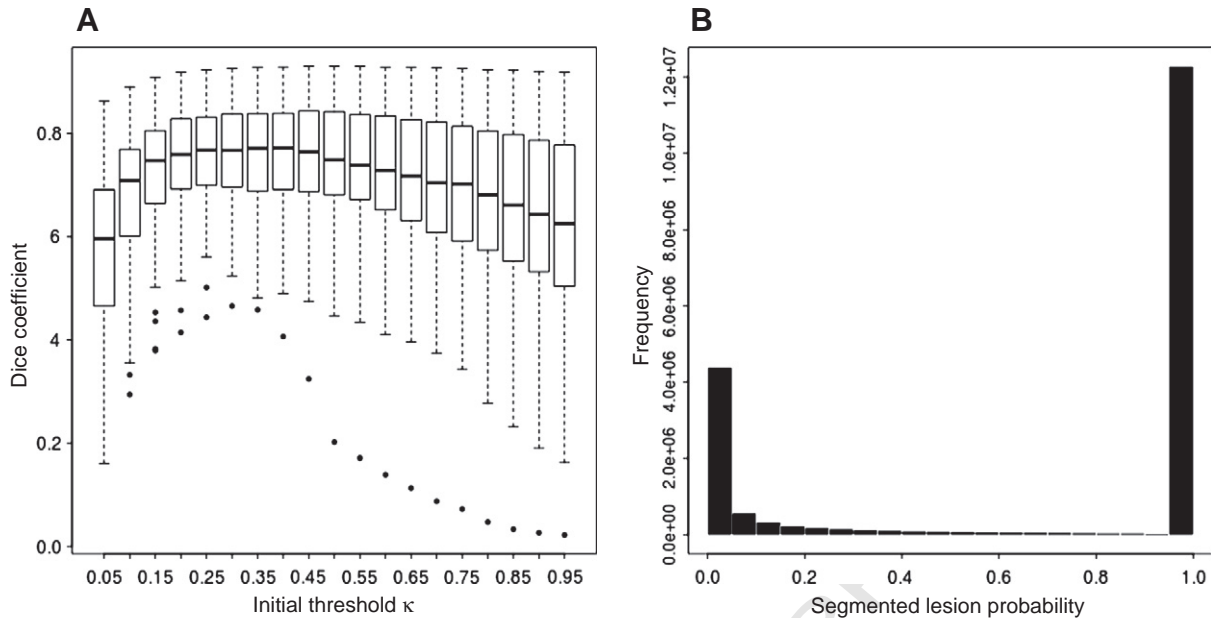 A
Dice coefficient
0.8
6
4
0.2
0.0
0.05 0.15 0.25 0.35 0.45 0.55 0.65 0.75 0.85 0.95
Initial threshold κ
B
Frequency
1.2e+07
1.0e+07
8.0e+06
6.0e+06
4.0e+06
2.0e+06
0.0e+00
0.0 0.2 0.4 0.6 0.8 1.0
Segmented lesion probability